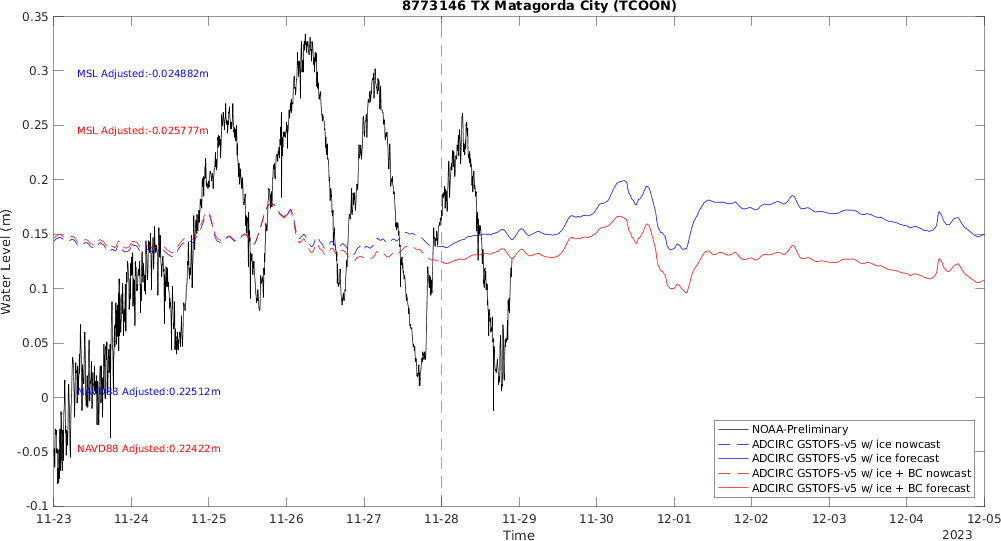 8773146 TX Matagorda City (TCOON)
0.35
0.3
0.25
0.2
0.15
0.1
0.05
0
-0.05
-0.1
Water Level (m)
MSL Adjusted:-0.024882m
MSL Adjusted:-0.025777m
NAVD88 Adjusted:0.22512m
NAVD88 Adjusted:0.22422m
NOAA-Preliminary
ADCIRC GSTOFS-v5 w/ ice nowcast
ADCIRC GSTOFS-v5 w/ ice forecast
ADCIRC GSTOFS-v5 w/ ice + BC nowcast
ADCIRC GSTOFS-v5 w/ ice + BC forecast
11-23 11-24 11-25 11-26 11-27 11-28 11-29 11-30 12-01 12-02 12-03 12-04 12-05
Time
2023